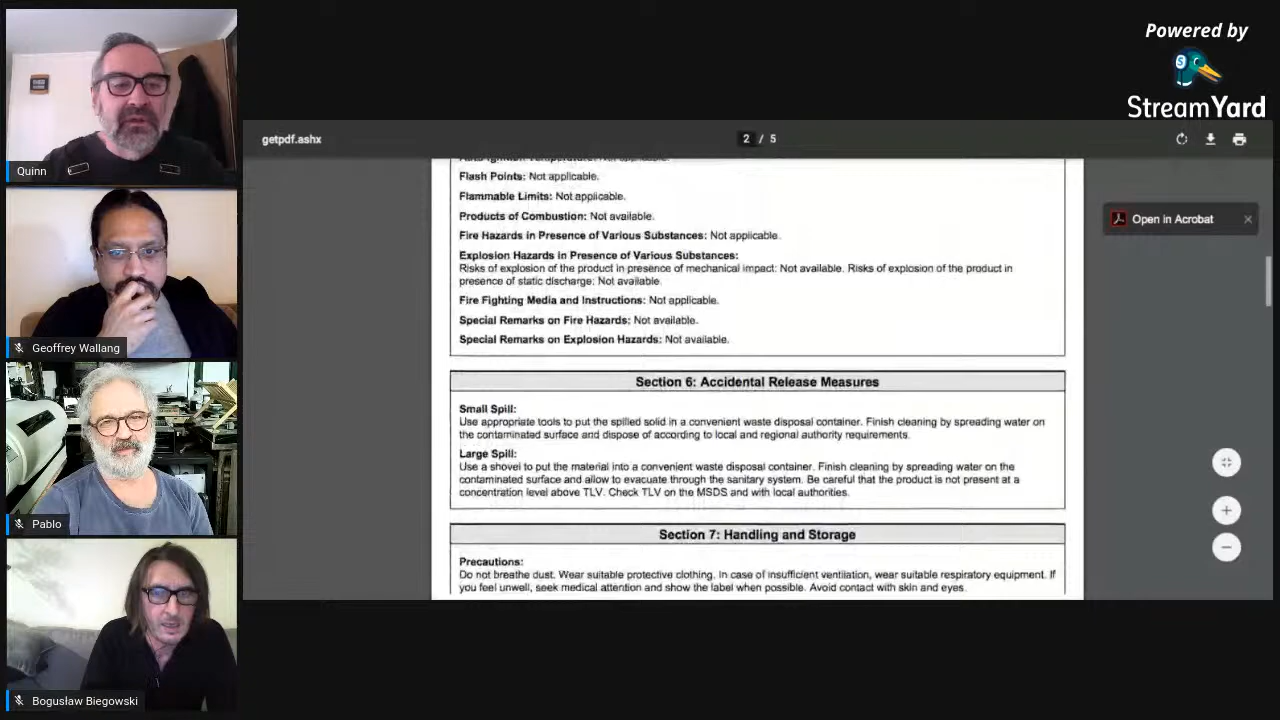 Powered by
StreamYard
Quinn
Geoffrey Wallang
Pablo
Bogusław Biegowski
getpdf.ashx
2 / 5
Open in Acrobat
Flash Points: Not applicable.
Flammable Limits: Not applicable.
Products of Combustion: Not available.
Fire Hazards in Presence of Various Substances: Not applicable.
Explosion Hazards in Presence of Various Substances:
Risks of explosion of the product in presence of mechanical impact: Not available. Risks of explosion of the product in
presence of static discharge: Not available.
Fire Fighting Media and Instructions: Not applicable.
Special Remarks on Fire Hazards: Not available.
Special Remarks on Explosion Hazards: Not available.
Section 6: Accidental Release Measures
Small Spill:
Use appropriate tools to put the spilled solid in a convenient waste disposal container. Finish cleaning by spreading water on
the contaminated surface and dispose of according to local and regional authority requirements.
Large Spill:
Use a shovel to put the material into a convenient waste disposal container. Finish cleaning by spreading water on the
contaminated surface and allow to evacuate through the sanitary system. Be careful that the product is not present at a
concentration level above TLV. Check TLV on the MSDS and with local authorities.
Section 7: Handling and Storage
Precautions:
Do not breathe dust. Wear suitable protective clothing. In case of insufficient ventilation, wear suitable respiratory equipment. If
you feel unwell, seek medical attention and show the label when possible. Avoid contact with skin and eyes.